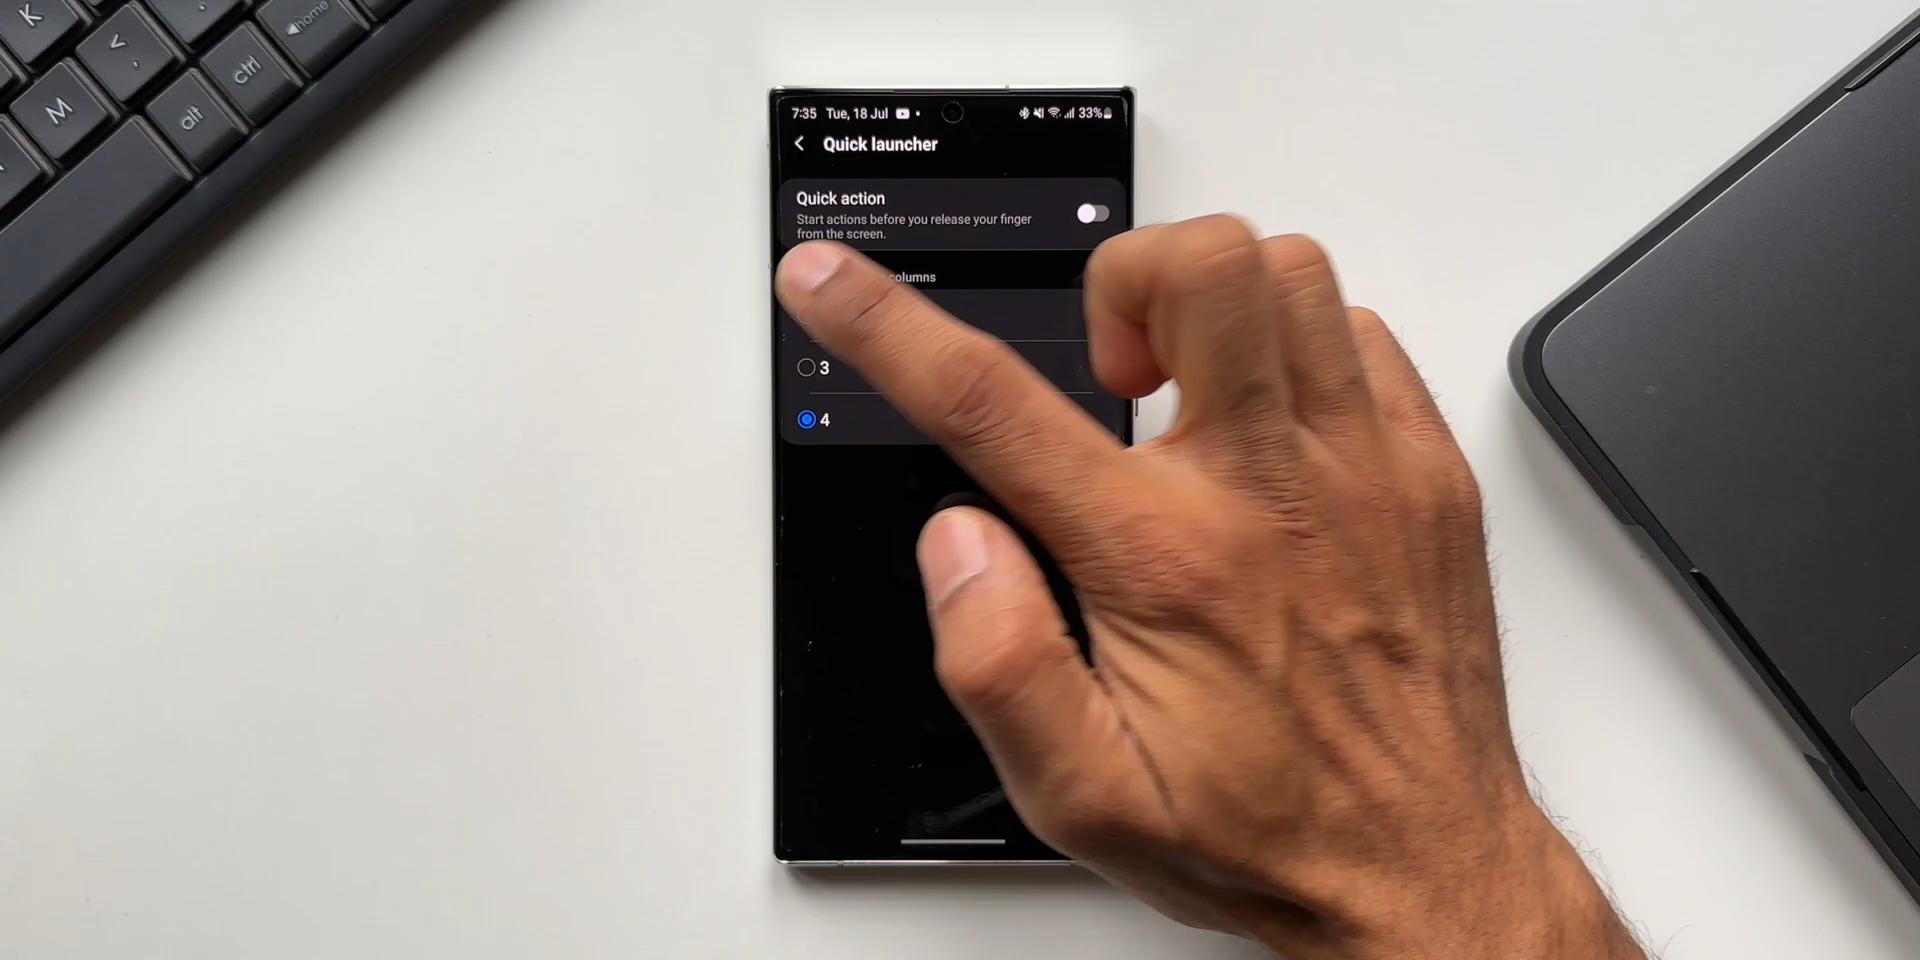 K
<
,
M
alt
ctrl
home
7:35 Tue, 18 Jul 33%
Quick launcher
Quick action
Start actions before you release your finger
from the screen.
columns
3
4